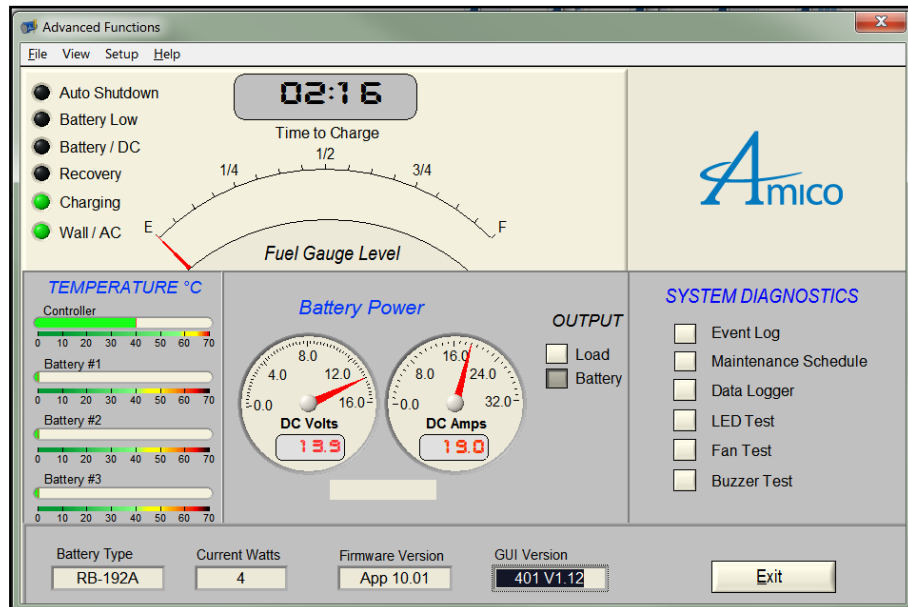 Advanced Functions
File View Setup Help
Auto Shutdown
Battery Low
Battery / DC
Recovery
Charging
Wall / AC
02:16
Time to Charge
E 1/4 1/2 3/4 F
Fuel Gauge Level
Amico
TEMPERATURE °C
Controller
0 10 20 30 40 50 60 70
Battery #1
0 10 20 30 40 50 60 70
Battery #2
0 10 20 30 40 50 60 70
Battery #3
0 10 20 30 40 50 60 70
Battery Power
0.0 4.0 8.0 12.0 16.0
DC Volts
13.9
0.0 8.0 16.0 24.0 32.0
DC Amps
19.0
OUTPUT
Load
Battery
SYSTEM DIAGNOSTICS
Event Log
Maintenance Schedule
Data Logger
LED Test
Fan Test
Buzzer Test
Battery Type
RB-192A
Current Watts
4
Firmware Version
App 10.01
GUI Version
401 V1.12
Exit